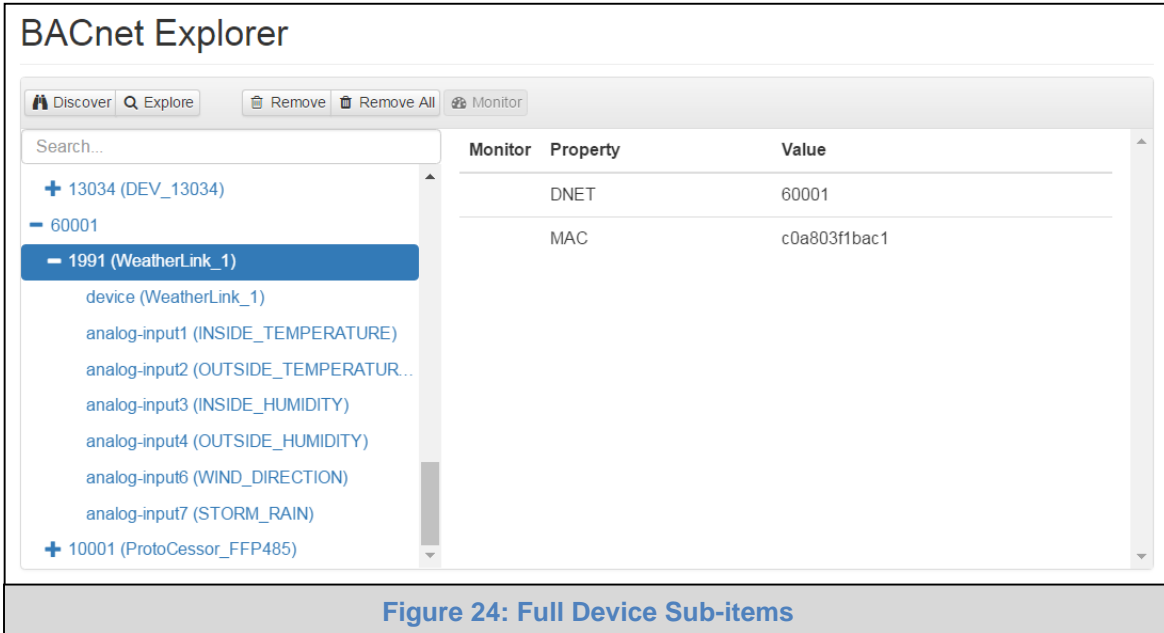 BACnet Explorer
Discover Explore Remove Remove All Monitor
Search...
13034 (DEV_13034)
60001
1991 (WeatherLink_1)
device (WeatherLink_1)
analog-input1 (INSIDE_TEMPERATURE)
analog-input2 (OUTSIDE_TEMPERATUR...
analog-input3 (INSIDE_HUMIDITY)
analog-input4 (OUTSIDE_HUMIDITY)
analog-input6 (WIND_DIRECTION)
analog-input7 (STORM_RAIN)
10001 (ProtoCessor_FFP485)
Monitor Property Value
DNET 60001
MAC c0a803f1bac1
Figure 24: Full Device Sub-items